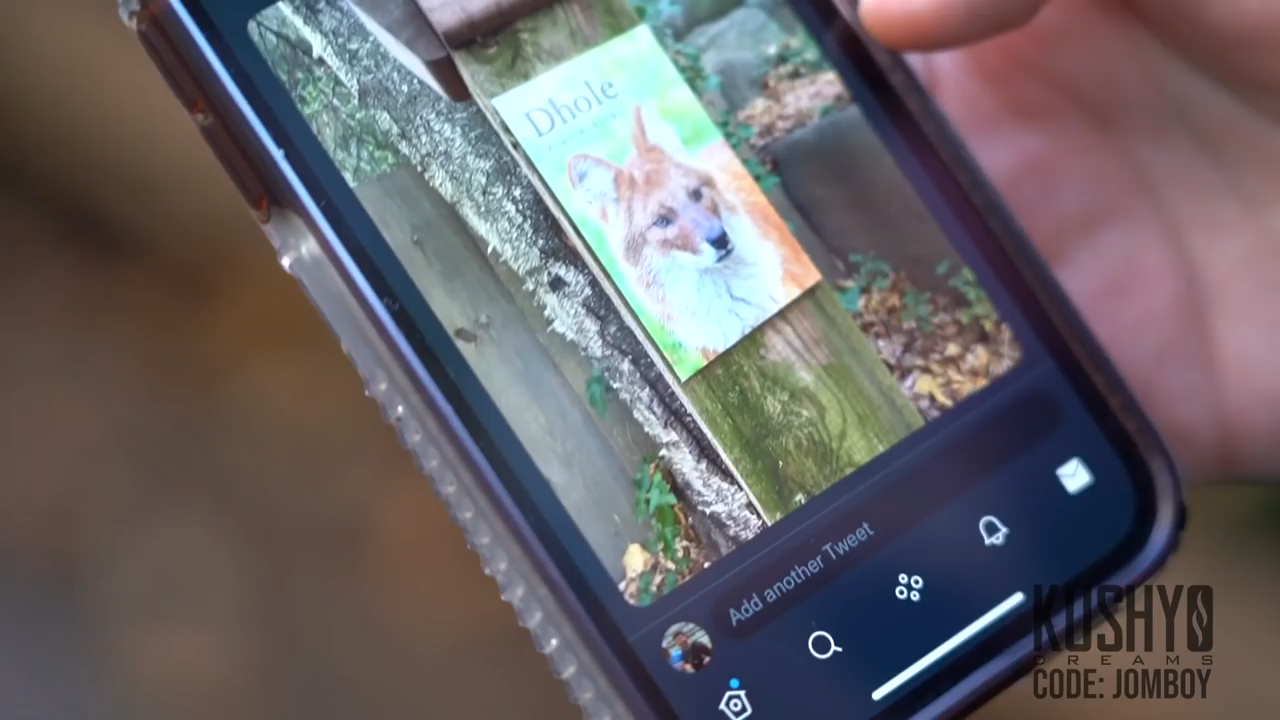 Dhole
Add another Tweet
KUSHY
DREAMS
CODE: JOMBOY